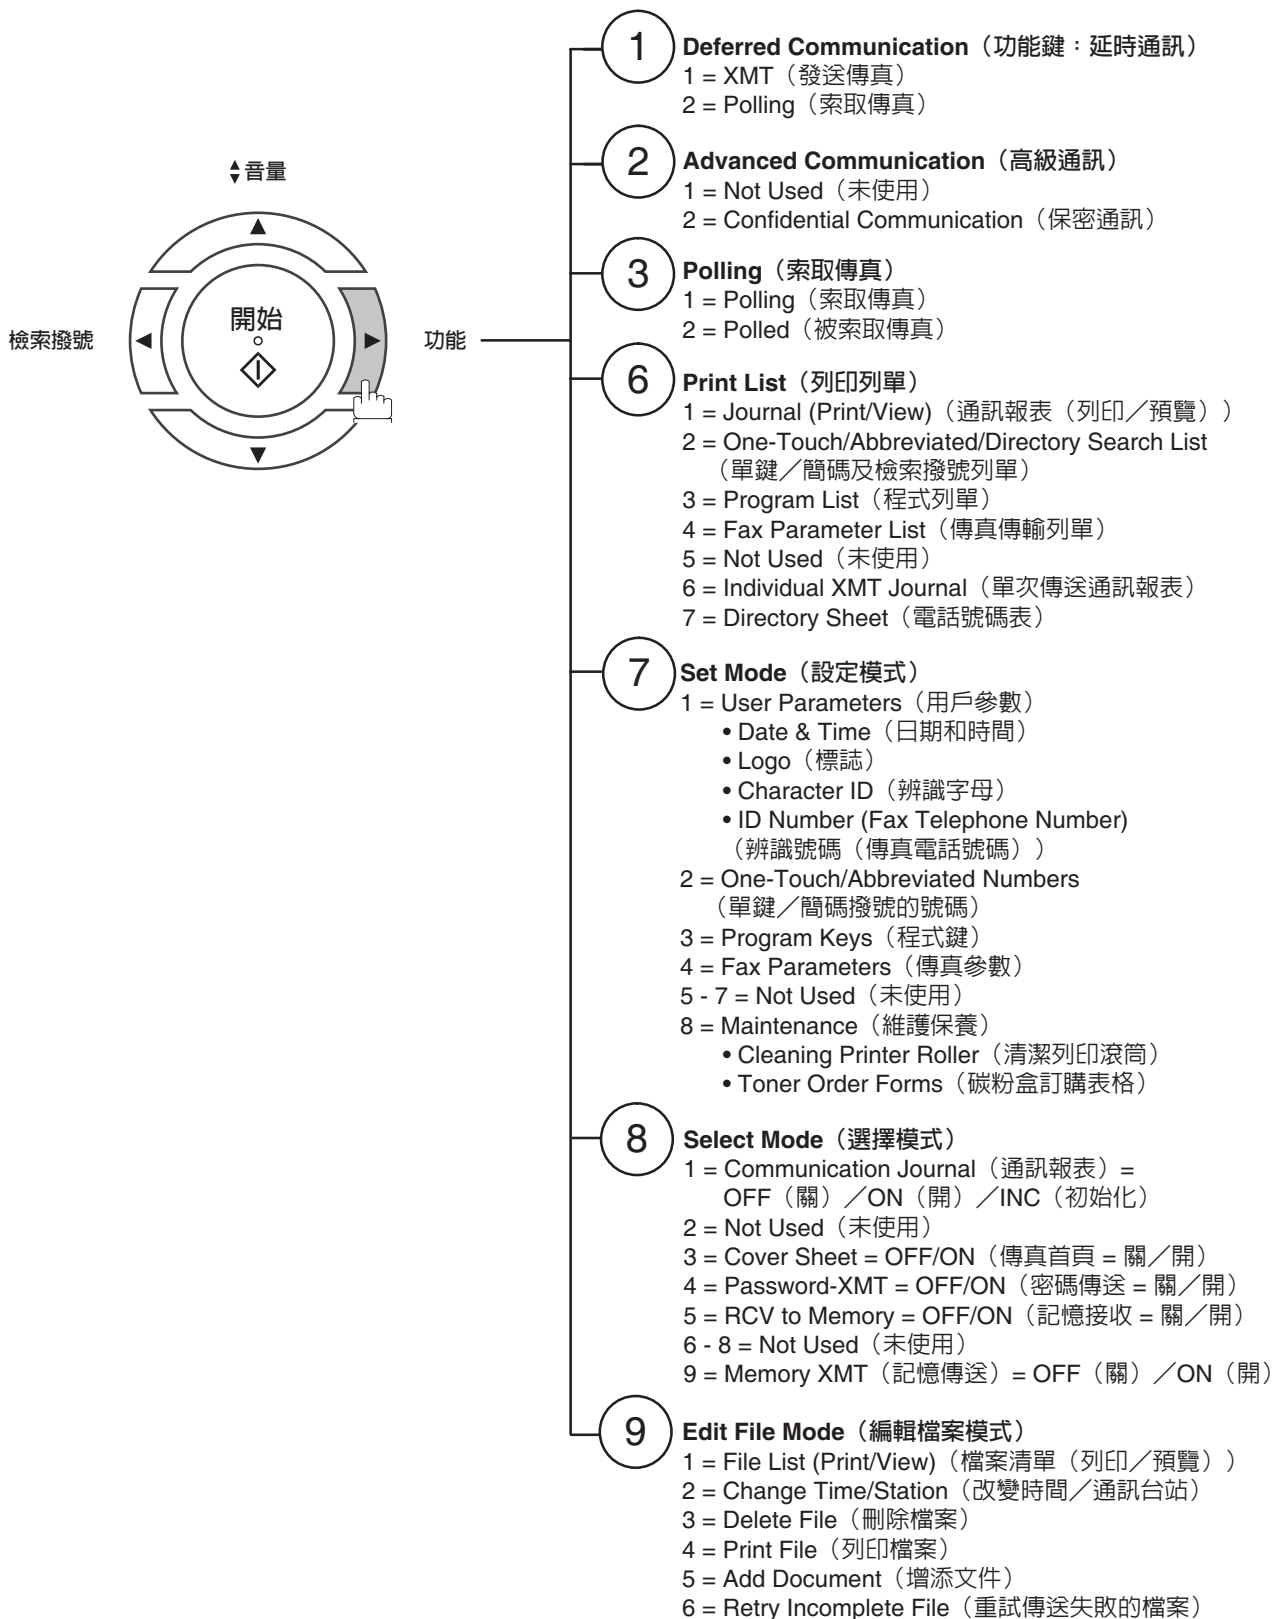 音量
檢索撥號
開始
功能
1
Deferred Communication（功能鍵：延時通訊）
1 = XMT（發送傳真）
2 = Polling（索取傳真）
2
Advanced Communication（高級通訊）
1 = Not Used（未使用）
2 = Confidential Communication（保密通訊）
3
Polling（索取傳真）
1 = Polling（索取傳真）
2 = Polled（被索取傳真）
6
Print List（列印列單）
1 = Journal (Print/View)（通訊報表（列印／預覽））
2 = One-Touch/Abbreviated/Directory Search List
（單鍵／簡碼及檢索撥號列單）
3 = Program List（程式列單）
4 = Fax Parameter List（傳真傳輸列單）
5 = Not Used（未使用）
6 = Individual XMT Journal（單次傳送通訊報表）
7 = Directory Sheet（電話號碼表）
7
Set Mode（設定模式）
1 = User Parameters（用戶參數）
• Date & Time（日期和時間）
• Logo（標誌）
• Character ID（辨識字母）
• ID Number (Fax Telephone Number)
（辨識號碼（傳真電話號碼））
2 = One-Touch/Abbreviated Numbers
（單鍵／簡碼撥號的號碼）
3 = Program Keys（程式鍵）
4 = Fax Parameters（傳真參數）
5 - 7 = Not Used（未使用）
8 = Maintenance（維護保養）
• Cleaning Printer Roller（清潔列印滾筒）
• Toner Order Forms（碳粉盒訂購表格）
8
Select Mode（選擇模式）
1 = Communication Journal（通訊報表）=
OFF（關）／ON（開）／INC（初始化）
2 = Not Used（未使用）
3 = Cover Sheet = OFF/ON（傳真首頁 = 關／開）
4 = Password-XMT = OFF/ON（密碼傳送 = 關／開）
5 = RCV to Memory = OFF/ON（記憶接收 = 關／開）
6 - 8 = Not Used（未使用）
9 = Memory XMT（記憶傳送）= OFF（關）／ON（開）
9
Edit File Mode（編輯檔案模式）
1 = File List (Print/View)（檔案清單（列印／預覽））
2 = Change Time/Station（改變時間／通訊台站）
3 = Delete File（刪除檔案）
4 = Print File（列印檔案）
5 = Add Document（增添文件）
6 = Retry Incomplete File（重試傳送失敗的檔案）